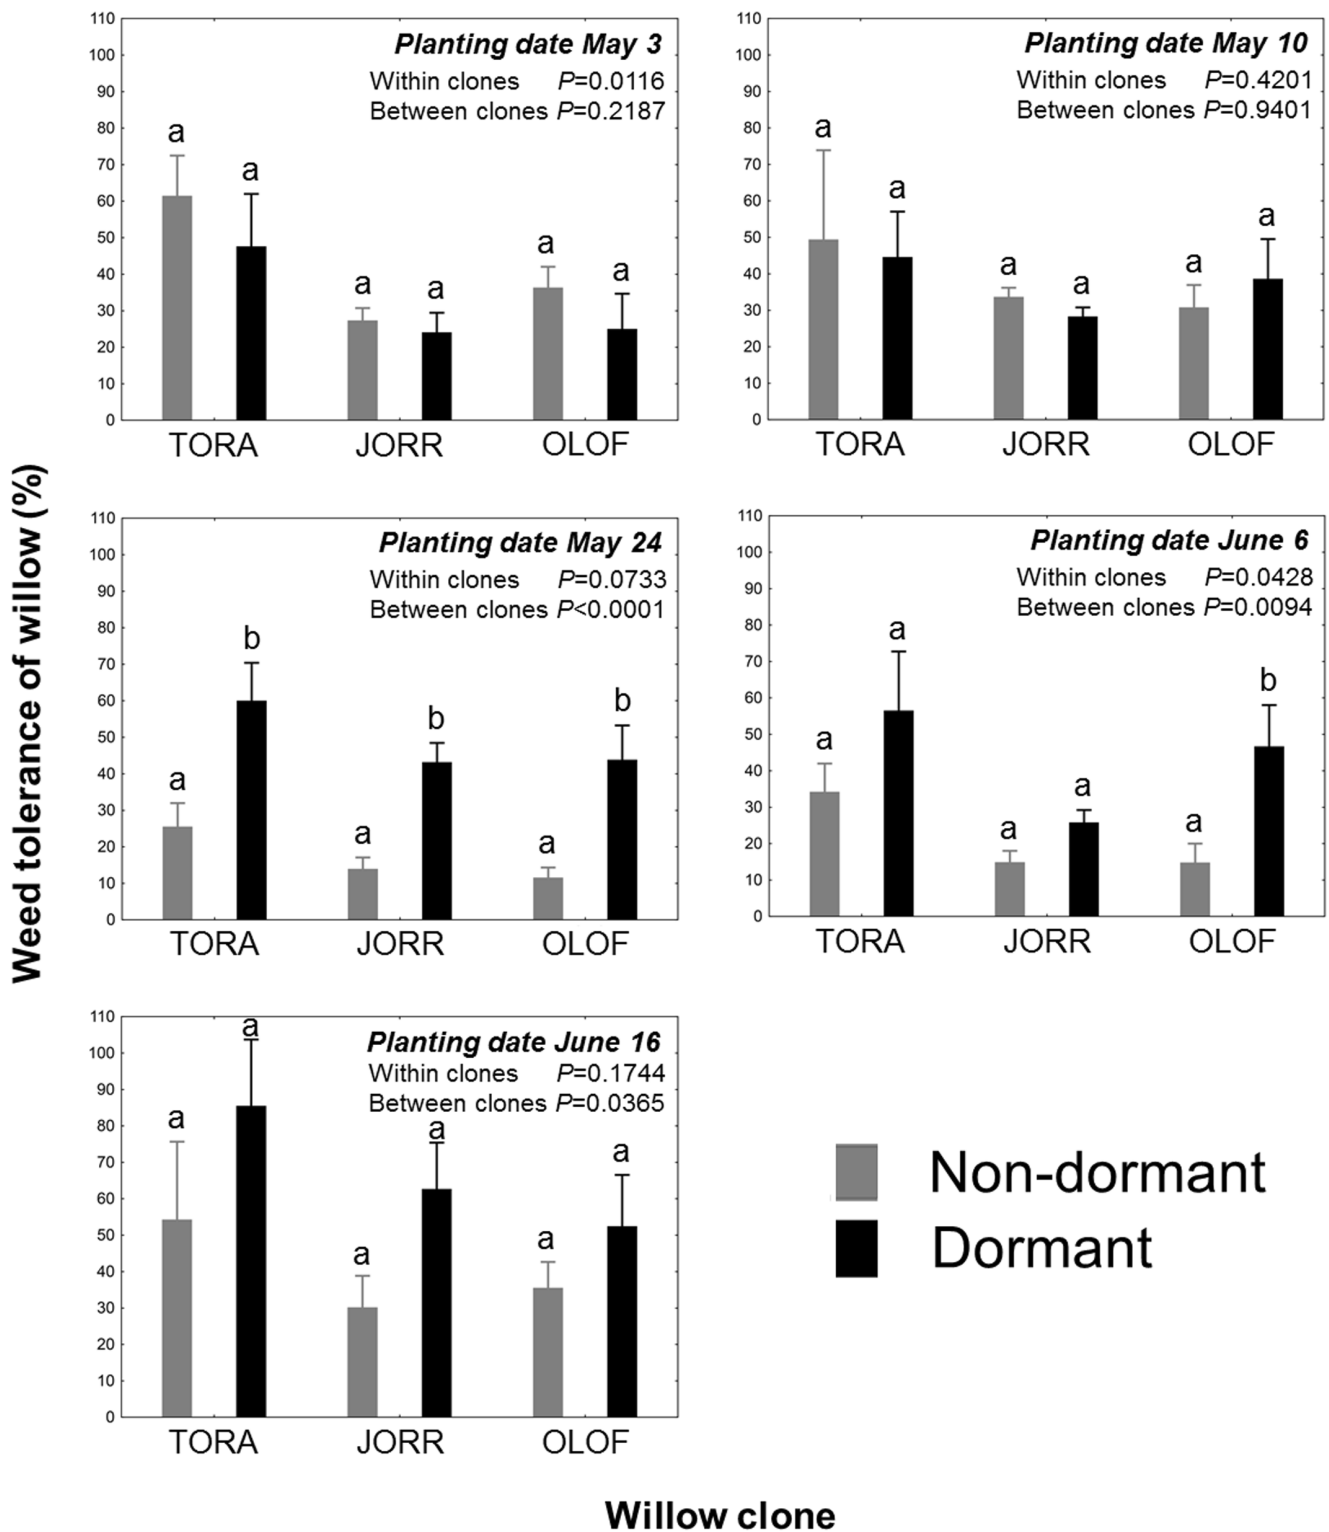 Weed tolerance of willow (%)
Planting date May 3
Within clones P=0.0116
Between clones P=0.2187
110
100
90
80
70
60
50
40
30
20
10
0
a
a
a
a
a
a
TORA JORR OLOF
Planting date May 10
Within clones P=0.4201
Between clones P=0.9401
110
100
90
80
70
60
50
40
30
20
10
0
a
a
a
a
a
a
TORA JORR OLOF
Planting date May 24
Within clones P=0.0733
Between clones P<0.0001
110
100
90
80
70
60
50
40
30
20
10
0
a
b
a
b
a
b
TORA JORR OLOF
Planting date June 6
Within clones P=0.0428
Between clones P=0.0094
110
100
90
80
70
60
50
40
30
20
10
0
a
a
a
a
a
b
TORA JORR OLOF
Planting date June 16
Within clones P=0.1744
Between clones P=0.0365
110
100
90
80
70
60
50
40
30
20
10
0
a
a
a
a
a
a
TORA JORR OLOF
Non-dormant
Dormant
Willow clone